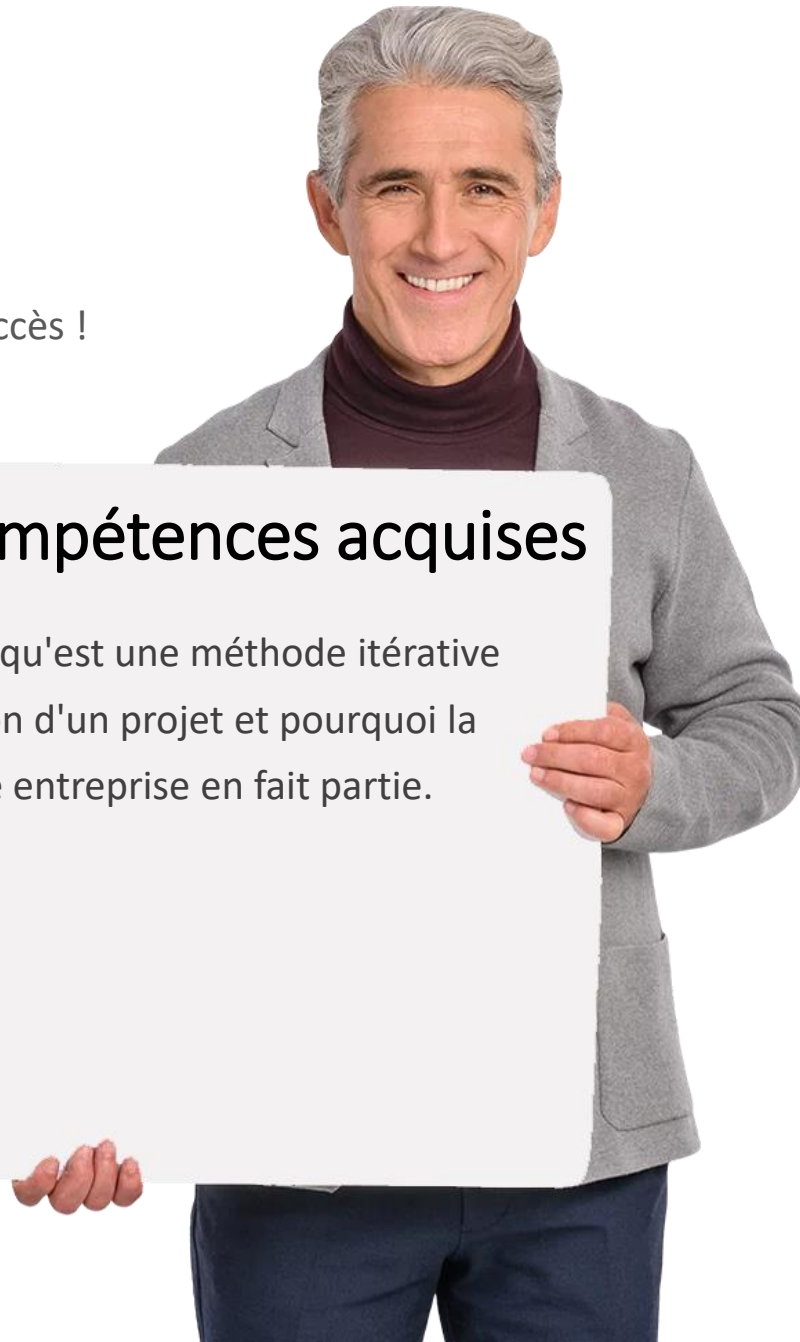 ccès !
mpétences acquises
qu'est une méthode itérative
n d'un projet et pourquoi la
entreprise en fait partie.